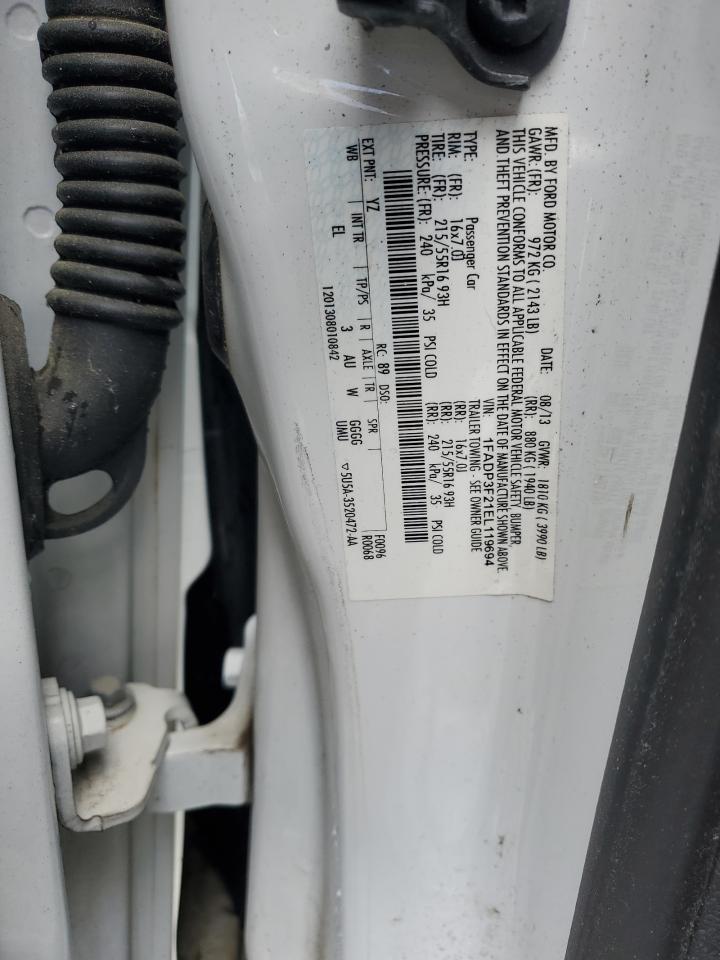 MFD. BY FORD MOTOR CO. DATE: 08/13 GVWR: 1810 KG ( 3990 LB)
GAWR: (FR): 972 KG ( 2143 LB) (RR): 880 KG ( 1940 LB)
THIS VEHICLE CONFORMS TO ALL APPLICABLE FEDERAL MOTOR VEHICLE SAFETY, BUMPER,
AND THEFT PREVENTION STANDARDS IN EFFECT ON THE DATE OF MANUFACTURE SHOWN ABOVE.
VIN: 1FADP3F21EL119694
TYPE: Passenger Car TRAILER TOWING - SEE OWNER GUIDE
RIM: (FR): 16x7.0J (RR): 16x7.0J
TIRE: (FR): 215/55R16 93H (RR): 215/55R16 93H
PRESSURE: (FR): 240 kPa/ 35 PSI COLD (RR): 240 kPa/ 35 PSI COLD
EXT PNT: YZ RC: 89 DSO: F0096
WB INT TR TP/PS R AXLE TR SPR R0068
EL 3 AU W GGGG
UMU
1201308010842 ▽5U5A-3520472-AA